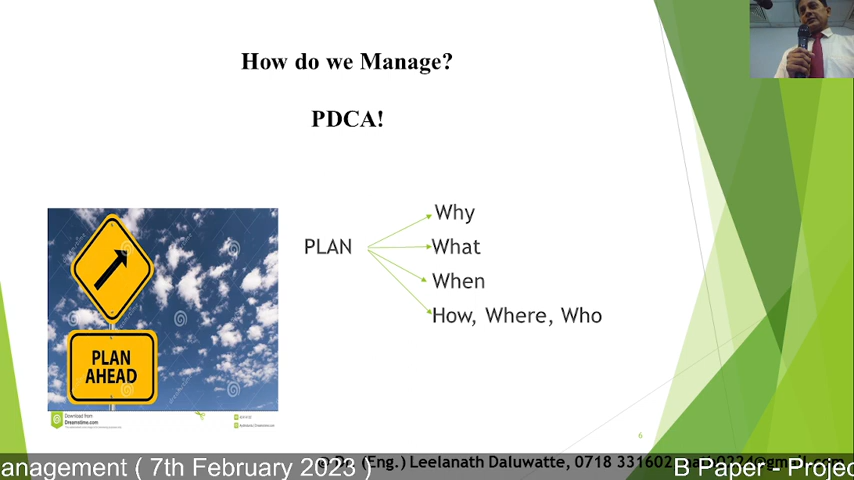 How do we Manage?
PDCA!
PLAN
Why
What
When
How, Where, Who
PLAN
AHEAD
Download from
Dreamstime.com
6
(Eng.) Leelanath Daluwatte, 0718 331602
anagement ( 7th February 2023 )
B Paper - Projec